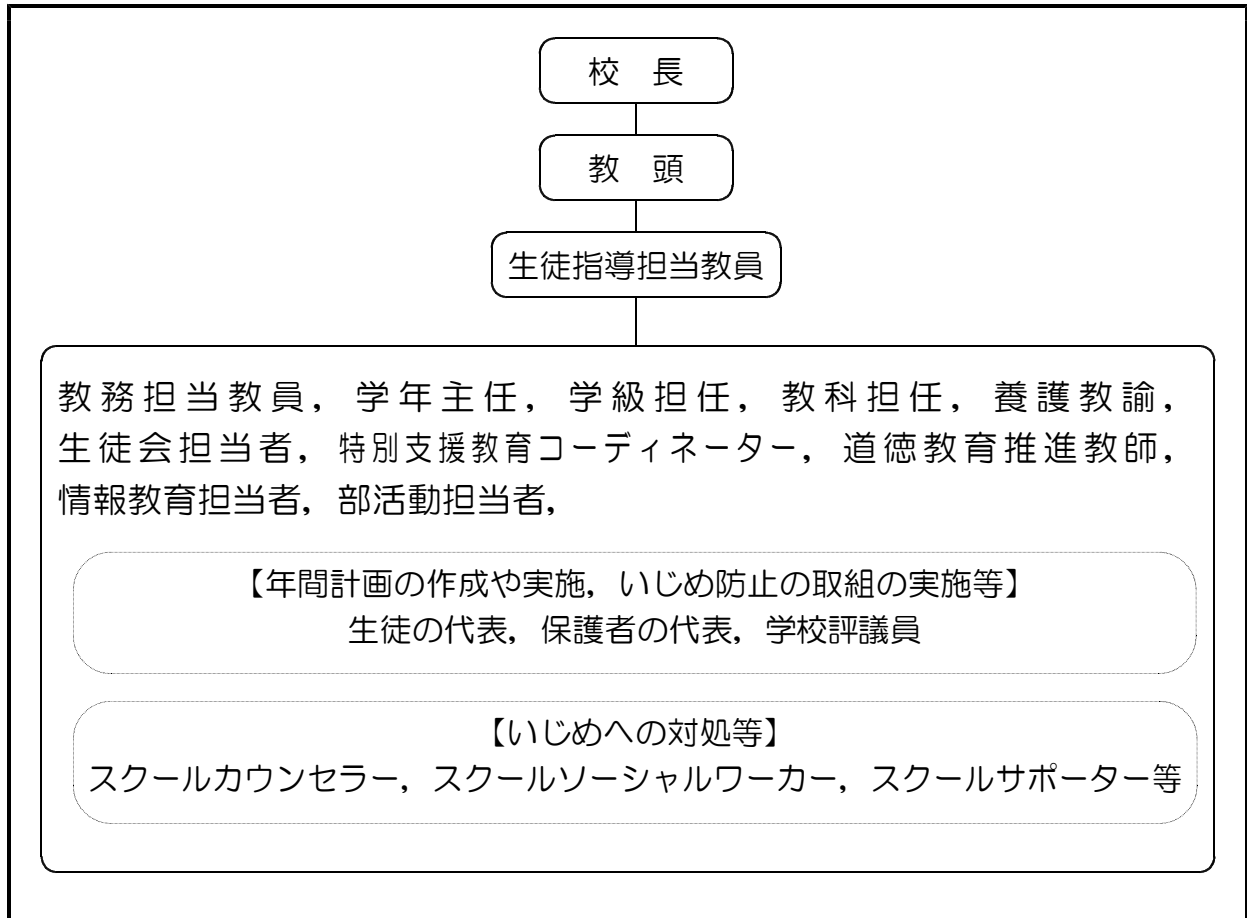 校　長
教　頭
生徒指導担当教員
教務担当教員，学年主任，学級担任，教科担任，養護教諭，
生徒会担当者，特別支援教育コーディネーター，道徳教育推進教師，
情報教育担当者，部活動担当者，
【年間計画の作成や実施，いじめ防止の取組の実施等】
生徒の代表，保護者の代表，学校評議員
【いじめへの対処等】
スクールカウンセラー，スクールソーシャルワーカー，スクールサポーター等